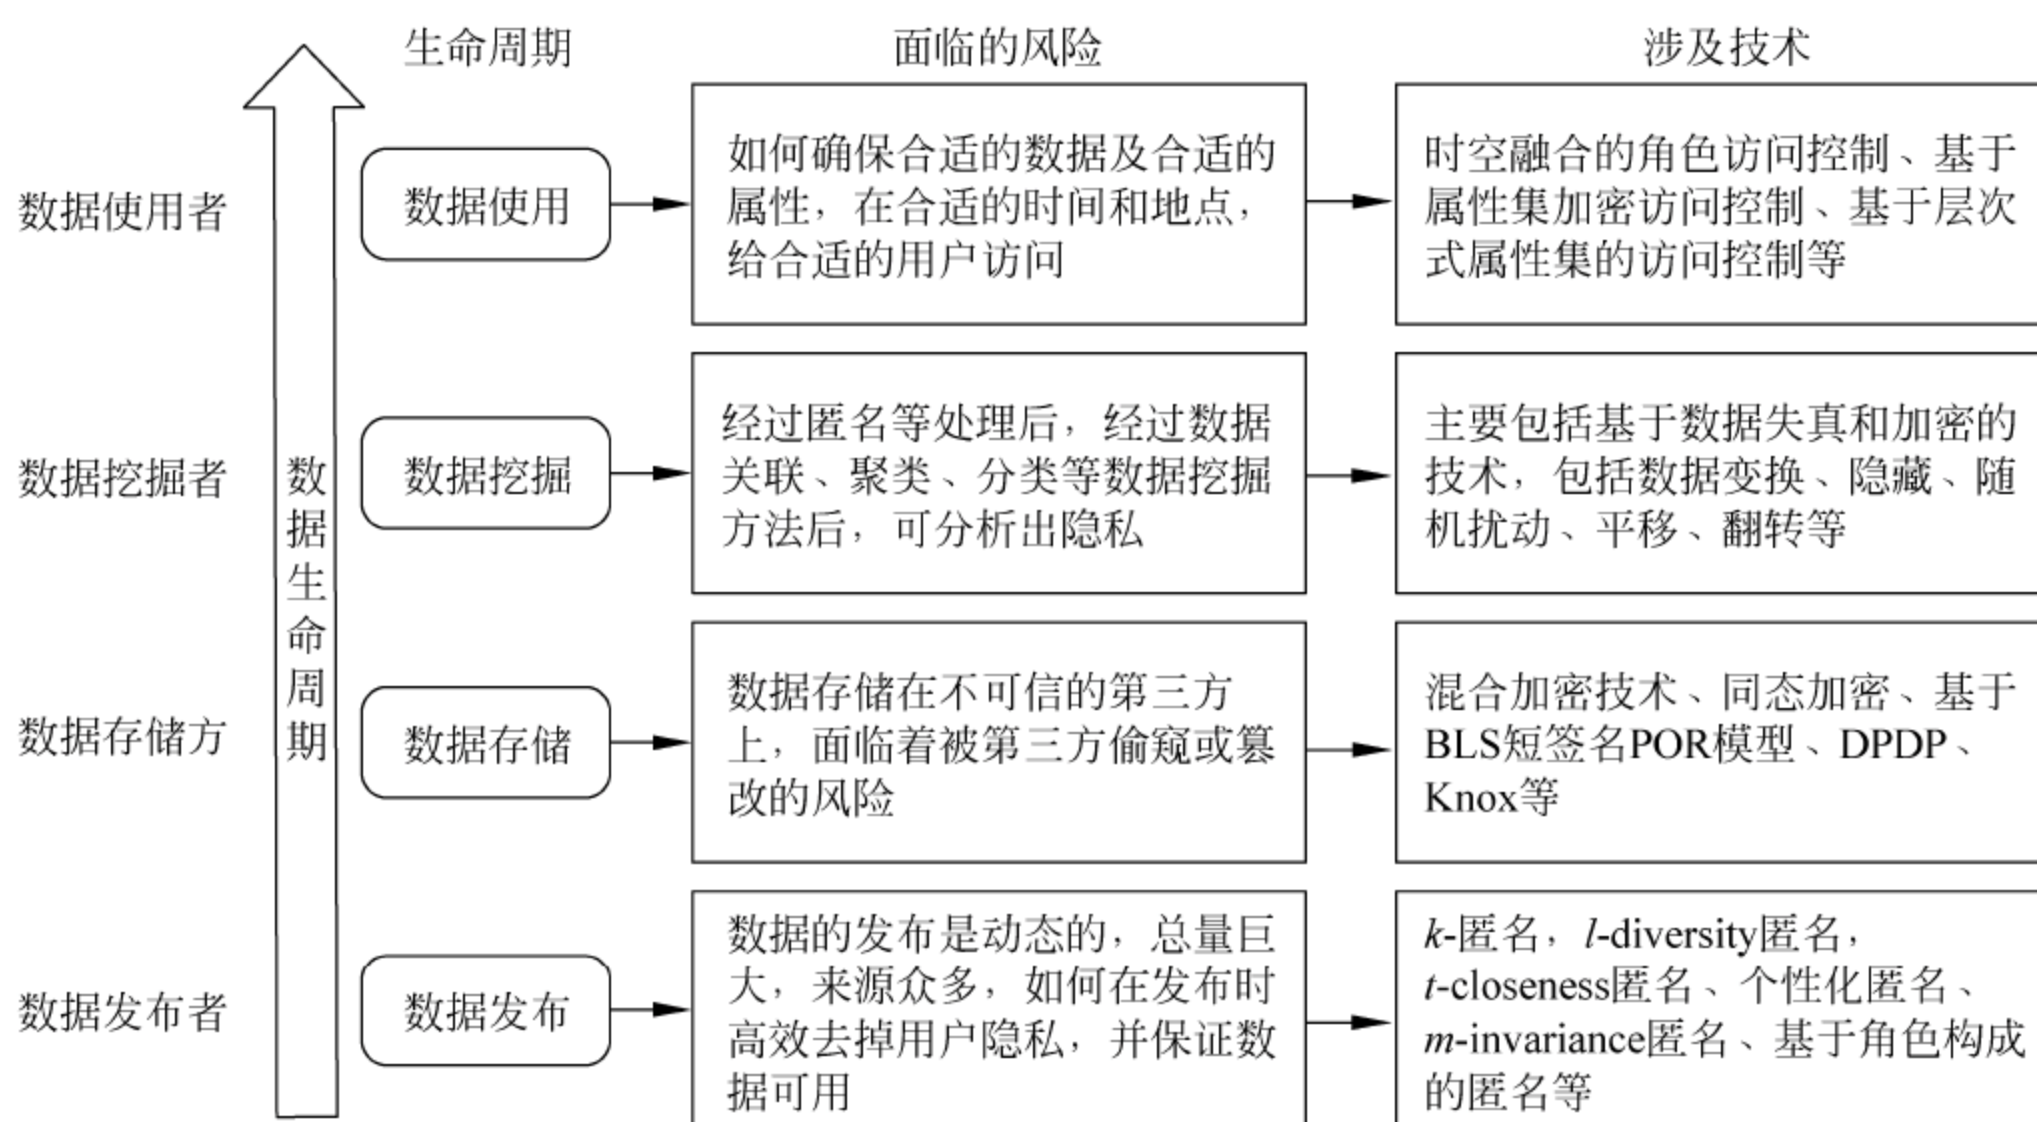 生命周期
面临的风险
涉及技术
数据使用者
数据使用
如何确保合适的数据及合适的
属性，在合适的时间和地点，
给合适的用户访问
时空融合的角色访问控制、基于
属性集加密访问控制、基于层次
式属性集的访问控制等
数据挖掘者
数据挖掘
经过匿名等处理后，经过数据
关联、聚类、分类等数据挖掘
方法后，可分析出隐私
主要包括基于数据失真和加密的
技术，包括数据变换、隐藏、随
机扰动、平移、翻转等
数据生命周期
数据存储方
数据存储
数据存储在不可信的第三方
上，面临着被第三方偷窥或篡
改的风险
混合加密技术、同态加密、基于
BLS短签名POR模型、DPDP、
Knox等
数据发布者
数据发布
数据的发布是动态的，总量巨
大，来源众多，如何在发布时
高效去掉用户隐私，并保证数
据可用
k-匿名，l-diversity匿名，
t-closeness匿名、个性化匿名、
m-invariance匿名、基于角色构成
的匿名等